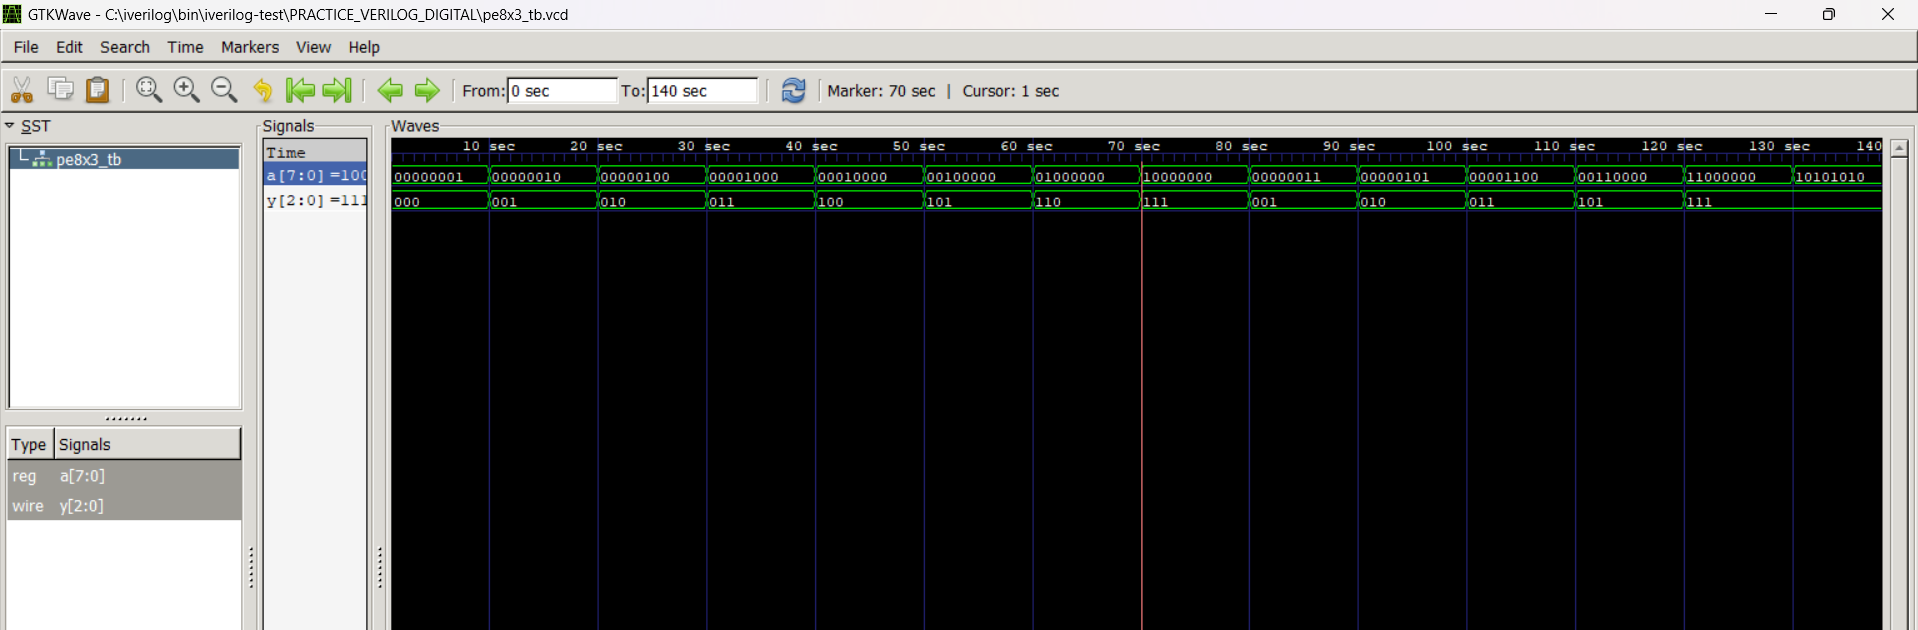 GTKWave - C:\iverilog\bin\iverilog-test\PRACTICE_VERILOG_DIGITAL\pe8x3_tb.vcd
File Edit Search Time Markers View Help
From: 0 sec To: 140 sec Marker: 70 sec | Cursor: 1 sec
SST
pe8x3_tb
Type Signals
reg a[7:0]
wire y[2:0]
Signals
Time
a[7:0] =100
y[2:0] =111
Waves
10 sec 20 sec 30 sec 40 sec 50 sec 60 sec 70 sec 80 sec 90 sec 100 sec 110 sec 120 sec 130 sec 140
00000001 00000010 00000100 00001000 00010000 00100000 01000000 10000000 00000011 00000101 00001100 00110000 11000000 10101010
000 001 010 011 100 101 110 111 001 010 011 101 111